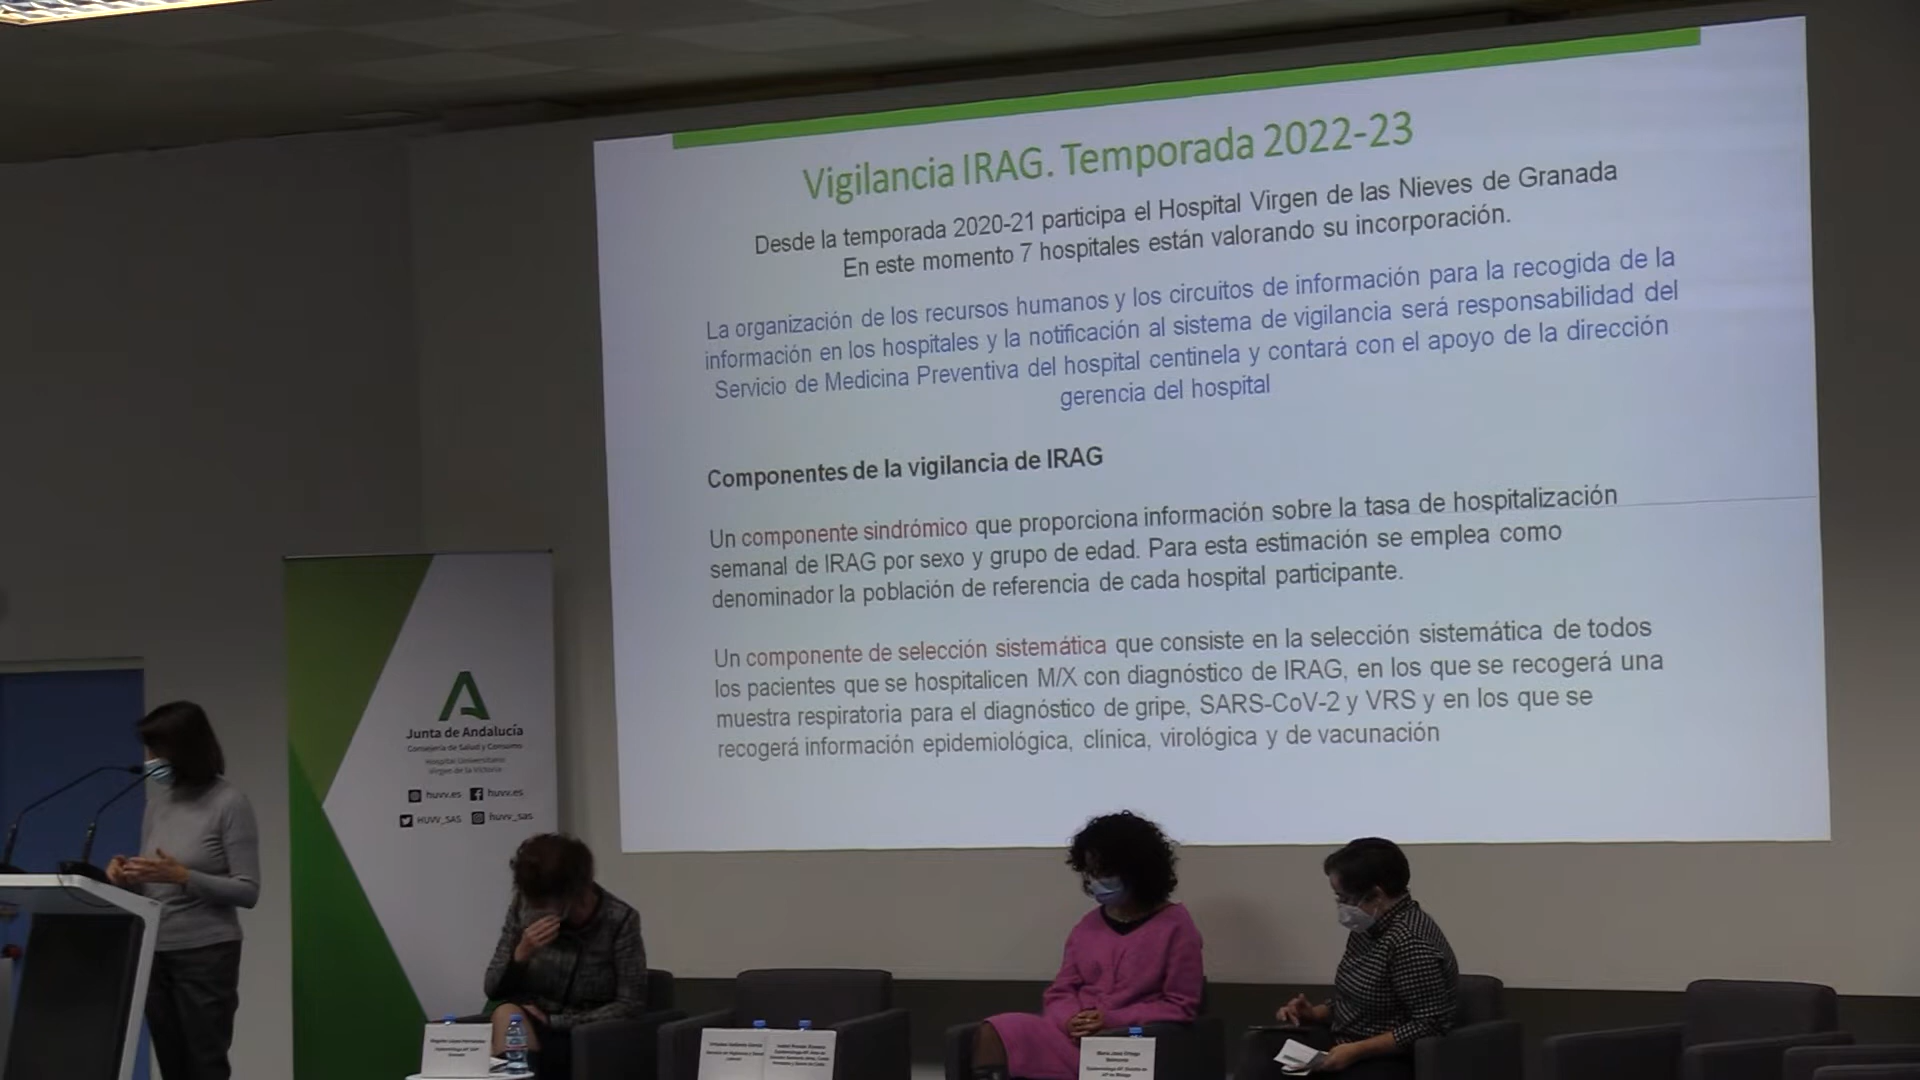 Vigilancia IRAG. Temporada 2022-23
Desde la temporada 2020-21 participa el Hospital Virgen de las Nieves de Granada
En este momento 7 hospitales están valorando su incorporación.
La organización de los recursos humanos y los circuitos de información para la recogida de la
información en los hospitales y la notificación al sistema de vigilancia será responsabilidad del
Servicio de Medicina Preventiva del hospital centinela y contará con el apoyo de la dirección
gerencia del hospital
Componentes de la vigilancia de IRAG
Un componente sindrómico que proporciona información sobre la tasa de hospitalización
semanal de IRAG por sexo y grupo de edad. Para esta estimación se emplea como
denominador la población de referencia de cada hospital participante.
Un componente de selección sistemática que consiste en la selección sistemática de todos
los pacientes que se hospitalicen M/X con diagnóstico de IRAG, en los que se recogerá una
muestra respiratoria para el diagnóstico de gripe, SARS-CoV-2 y VRS y en los que se
recogerá información epidemiológica, clínica, virológica y de vacunación
Junta de Andalucía
Consejería de Salud y Consumo
Hospital Universitario
Virgen de la Victoria
huvv.es huvv.es
HUVV_SAS huvv_sas